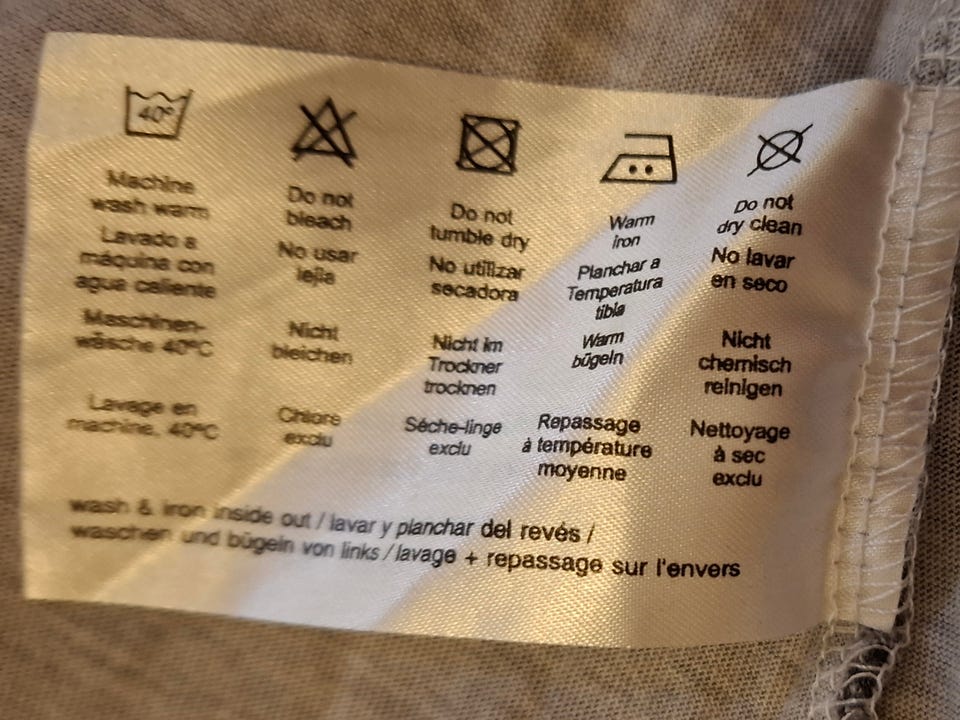 40°
Machine
wash warm
Lavado a
máquina con
agua caliente
Maschinen-
wäsche 40°C
Lavage en
machine, 40°C
Do not
bleach
No usar
lejia
Nicht
bleichen
Chlore
exclu
Do not
tumble dry
No utilizar
secadora
Nicht im
Trockner
trocknen
Séche-linge
exclu
Warm
iron
Planchar a
Temperatura
tibla
Warm
bügeln
Repassage
à température
moyenne
Do not
dry clean
No lavar
en seco
Nicht
chemisch
reinigen
Nettoyage
à sec
exclu
wash & iron inside out / lavar y planchar del revés /
waschen und bügeln von links / lavage + repassage sur l'envers